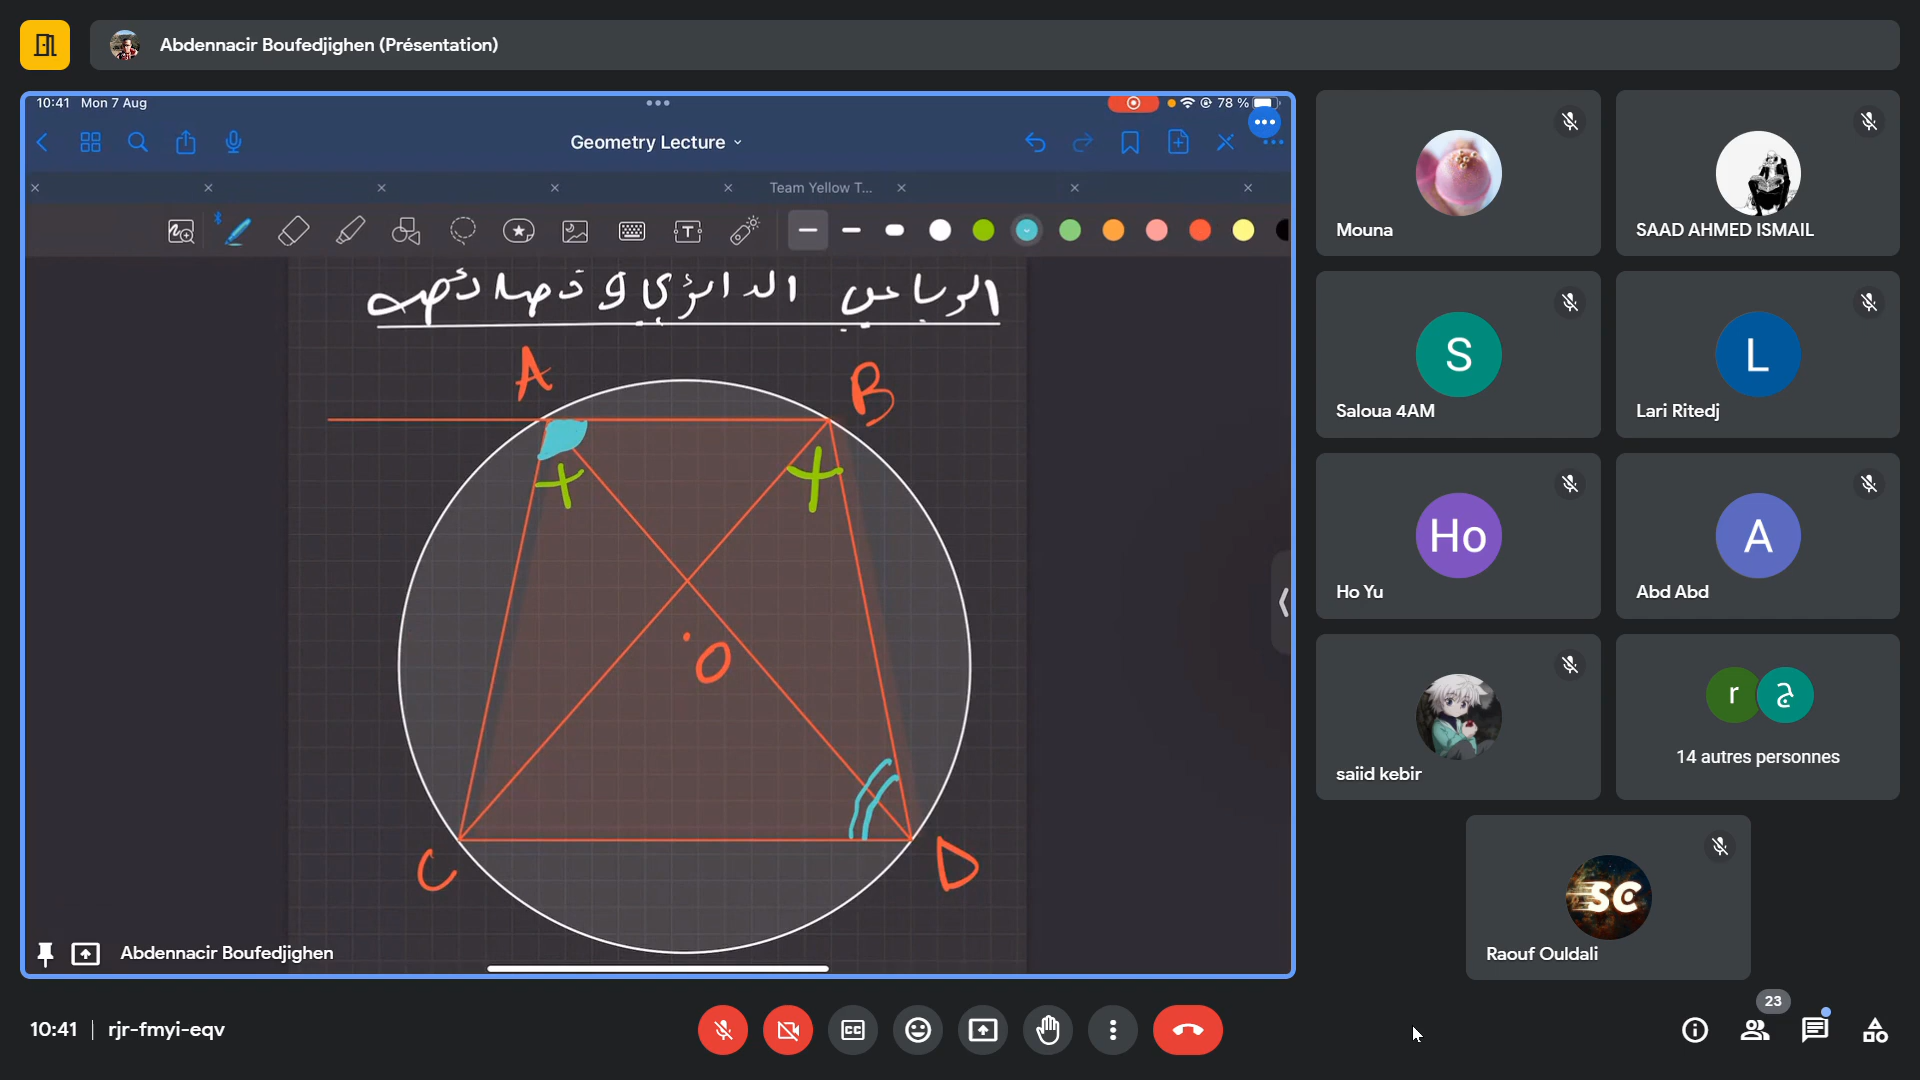 Abdennacir Boufedjighen (Présentation)
10:41 Mon 7 Aug
78 %
Geometry Lecture
Team Yellow T...
T
الرباعي الدائري و خصائصه
A
B
O
C
D
Abdennacir Boufedjighen
Mouna
SAAD AHMED ISMAIL
S
Saloua 4AM
L
Lari Ritedj
Ho
Ho Yu
A
Abd Abd
saiid kebir
r
14 autres personnes
SC
Raouf Ouldali
10:41 | rjr-fmyi-eqv
CC
23